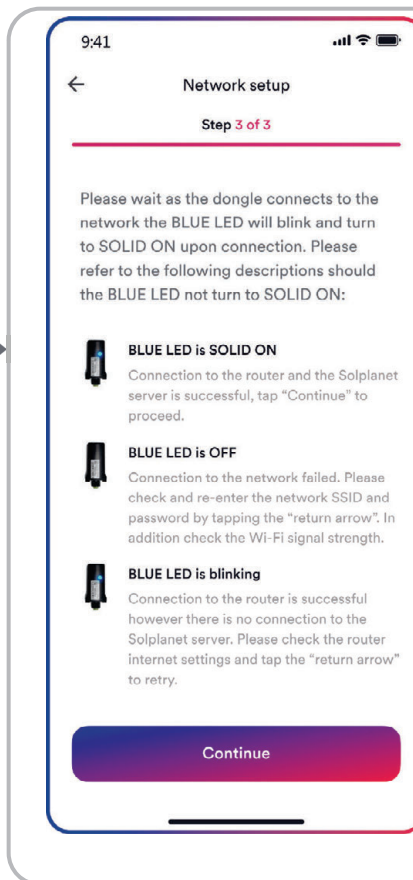 9:41
Network setup
Step 3 of 3
Please wait as the dongle connects to the
network the BLUE LED will blink and turn
to SOLID ON upon connection. Please
refer to the following descriptions should
the BLUE LED not turn to SOLID ON:
BLUE LED is SOLID ON
Connection to the router and the Solplanet
server is successful, tap “Continue” to
proceed.
BLUE LED is OFF
Connection to the network failed. Please
check and re-enter the network SSID and
password by tapping the “return arrow”. In
addition check the Wi-Fi signal strength.
BLUE LED is blinking
Connection to the router is successful
however there is no connection to the
Solplanet server. Please check the router
internet settings and tap the “return arrow”
to retry.
Continue